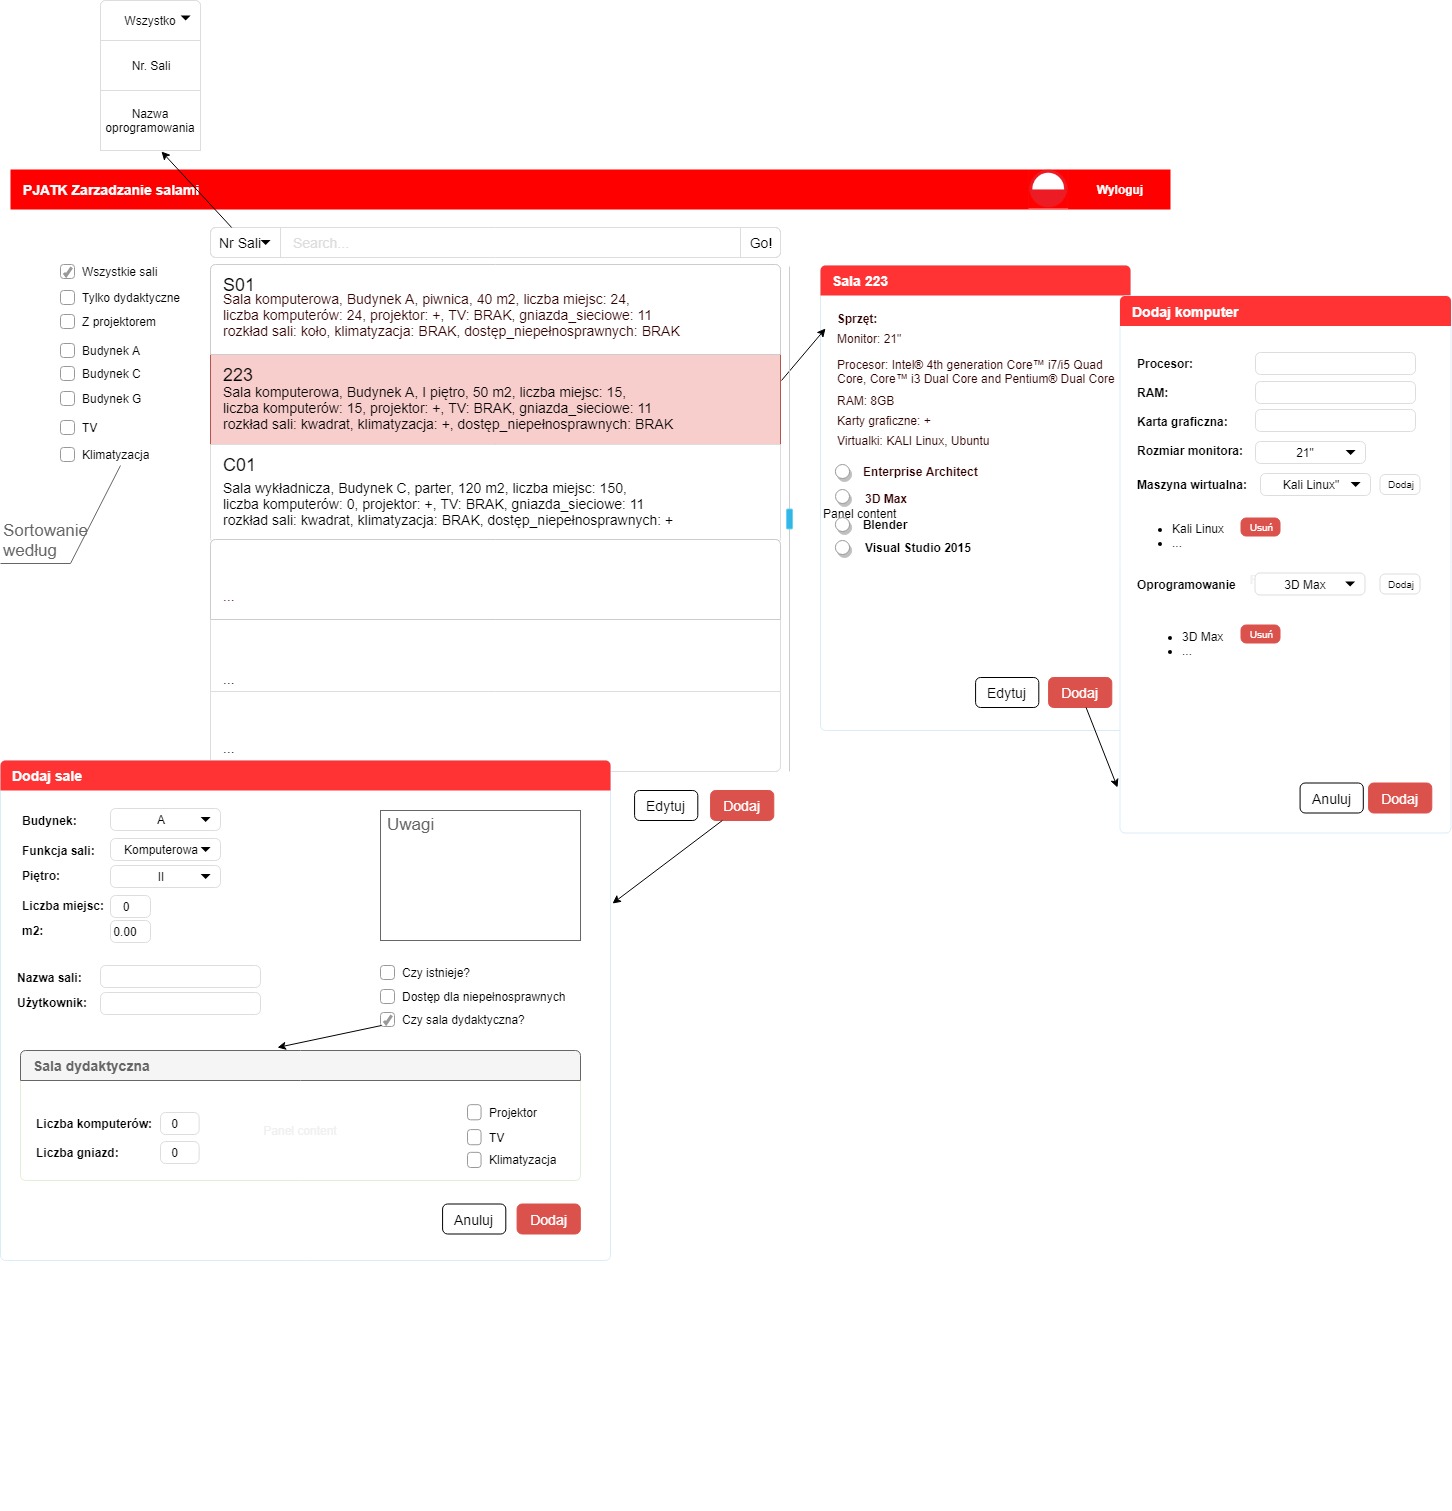 Wszystko
Nr. Sali
Nazwa
oprogramowania
PJATK Zarzadzanie salami
Wyloguj
Nr Sali
Search...
Go!
Wszystkie sali
Tylko dydaktyczne
Z projektorem
Budynek A
Budynek C
Budynek G
TV
Klimatyzacja
Sortowanie
według
S01
Sala komputerowa, Budynek A, piwnica, 40 m2, liczba miejsc: 24,
liczba komputerów: 24, projektor: +, TV: BRAK, gniazda_sieciowe: 11
rozkład sali: koło, klimatyzacja: BRAK, dostęp_niepełnosprawnych: BRAK
223
Sala komputerowa, Budynek A, I piętro, 50 m2, liczba miejsc: 15,
liczba komputerów: 15, projektor: +, TV: BRAK, gniazda_sieciowe: 11
rozkład sali: kwadrat, klimatyzacja: +, dostęp_niepełnosprawnych: BRAK
C01
Sala wykładnicza, Budynek C, parter, 120 m2, liczba miejsc: 150,
liczba komputerów: 0, projektor: +, TV: BRAK, gniazda_sieciowe: 11
rozkład sali: kwadrat, klimatyzacja: BRAK, dostęp_niepełnosprawnych: +
...
...
...
Edytuj
Dodaj
Sala 223
Sprzęt:
Monitor: 21"
Procesor: Intel® 4th generation Core™ i7/i5 Quad
Core, Core™ i3 Dual Core and Pentium® Dual Core
RAM: 8GB
Karty graficzne: +
Virtualki: KALI Linux, Ubuntu
Enterprise Architect
3D Max
Panel content
Blender
Visual Studio 2015
Edytuj
Dodaj
Dodaj komputer
Procesor:
RAM:
Karta graficzna:
Rozmiar monitora:
21"
Maszyna wirtualna:
Kali Linux"
Dodaj
Kali Linux
Usuń
...
Oprogramowanie
3D Max
Dodaj
3D Max
Usuń
...
Anuluj
Dodaj
Dodaj sale
Budynek:
A
Funkcja sali:
Komputerowa
Piętro:
II
Liczba miejsc:
0
m2:
0.00
Nazwa sali:
Użytkownik:
Uwagi
Czy istnieje?
Dostęp dla niepełnosprawnych
Czy sala dydaktyczna?
Sala dydaktyczna
Liczba komputerów:
0
Liczba gniazd:
0
Panel content
Projektor
TV
Klimatyzacja
Anuluj
Dodaj